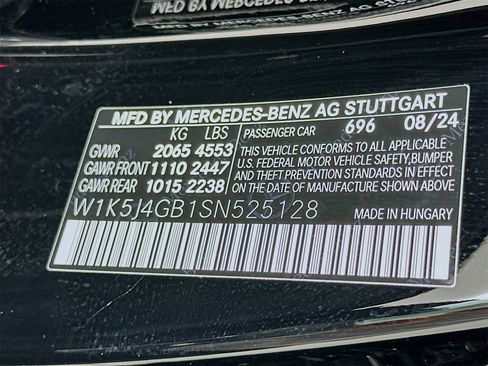 MFD BY MERCEDES-BENZ AG STUTTGART
KG LBS
PASSENGER CAR 696 08/24
GVWR 2065 4553
GAWR FRONT 1110 2447
GAWR REAR 1015 2238
THIS VEHICLE CONFORMS TO ALL APPLICABLE
U.S. FEDERAL MOTOR VEHICLE SAFETY,BUMPER
AND THEFT PREVENTION STANDARDS IN EFFECT
ON THE DATE OF MANUFACTURE SHOWN ABOVE.
W1K5J4GB1SN525128
MADE IN HUNGARY